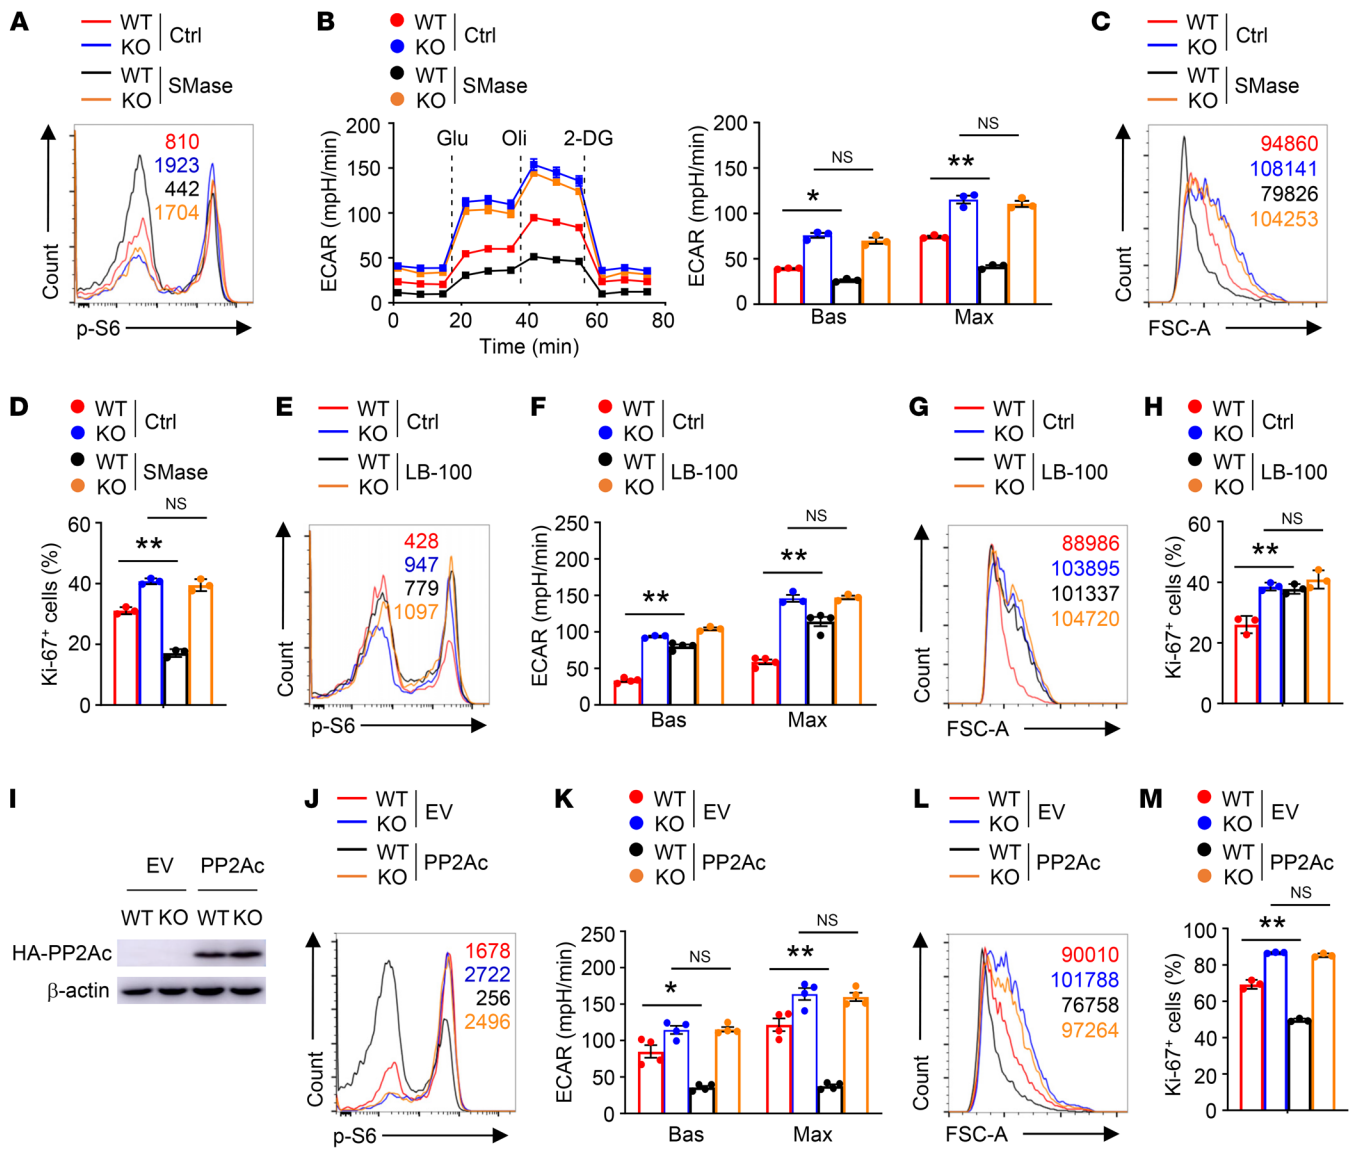 A
WT
KO
Ctrl
WT
KO
SMase
810
1923
442
1704
Count
p-S6
B
WT
KO
Ctrl
WT
KO
SMase
Glu
Oli
2-DG
ECAR (mpH/min)
200
150
100
50
0
0
20
40
60
80
Time (min)
ECAR (mpH/min)
200
150
100
50
0
*
NS
**
NS
Bas
Max
C
WT
KO
Ctrl
WT
KO
SMase
94860
108141
79826
104253
Count
FSC-A
D
WT
KO
Ctrl
WT
KO
SMase
NS
**
Ki-67+ cells (%)
60
40
20
0
E
WT
KO
Ctrl
WT
KO
LB-100
428
947
779
1097
Count
p-S6
F
WT
KO
Ctrl
WT
KO
LB-100
ECAR (mpH/min)
250
200
150
100
50
0
**
**
NS
Bas
Max
G
WT
KO
Ctrl
WT
KO
LB-100
88986
103895
101337
104720
Count
FSC-A
H
WT
KO
Ctrl
WT
KO
LB-100
NS
**
Ki-67+ cells (%)
60
40
20
0
I
EV
PP2Ac
WT KO WT KO
HA-PP2Ac
β-actin
J
WT
KO
EV
WT
KO
PP2Ac
1678
2722
256
2496
Count
p-S6
K
WT
KO
EV
WT
KO
PP2Ac
ECAR (mpH/min)
250
200
150
100
50
0
*
NS
**
NS
Bas
Max
L
WT
KO
EV
WT
KO
PP2Ac
90010
101788
76758
97264
Count
FSC-A
M
WT
KO
EV
WT
KO
PP2Ac
NS
**
Ki-67+ cells (%)
100
80
60
40
20
0